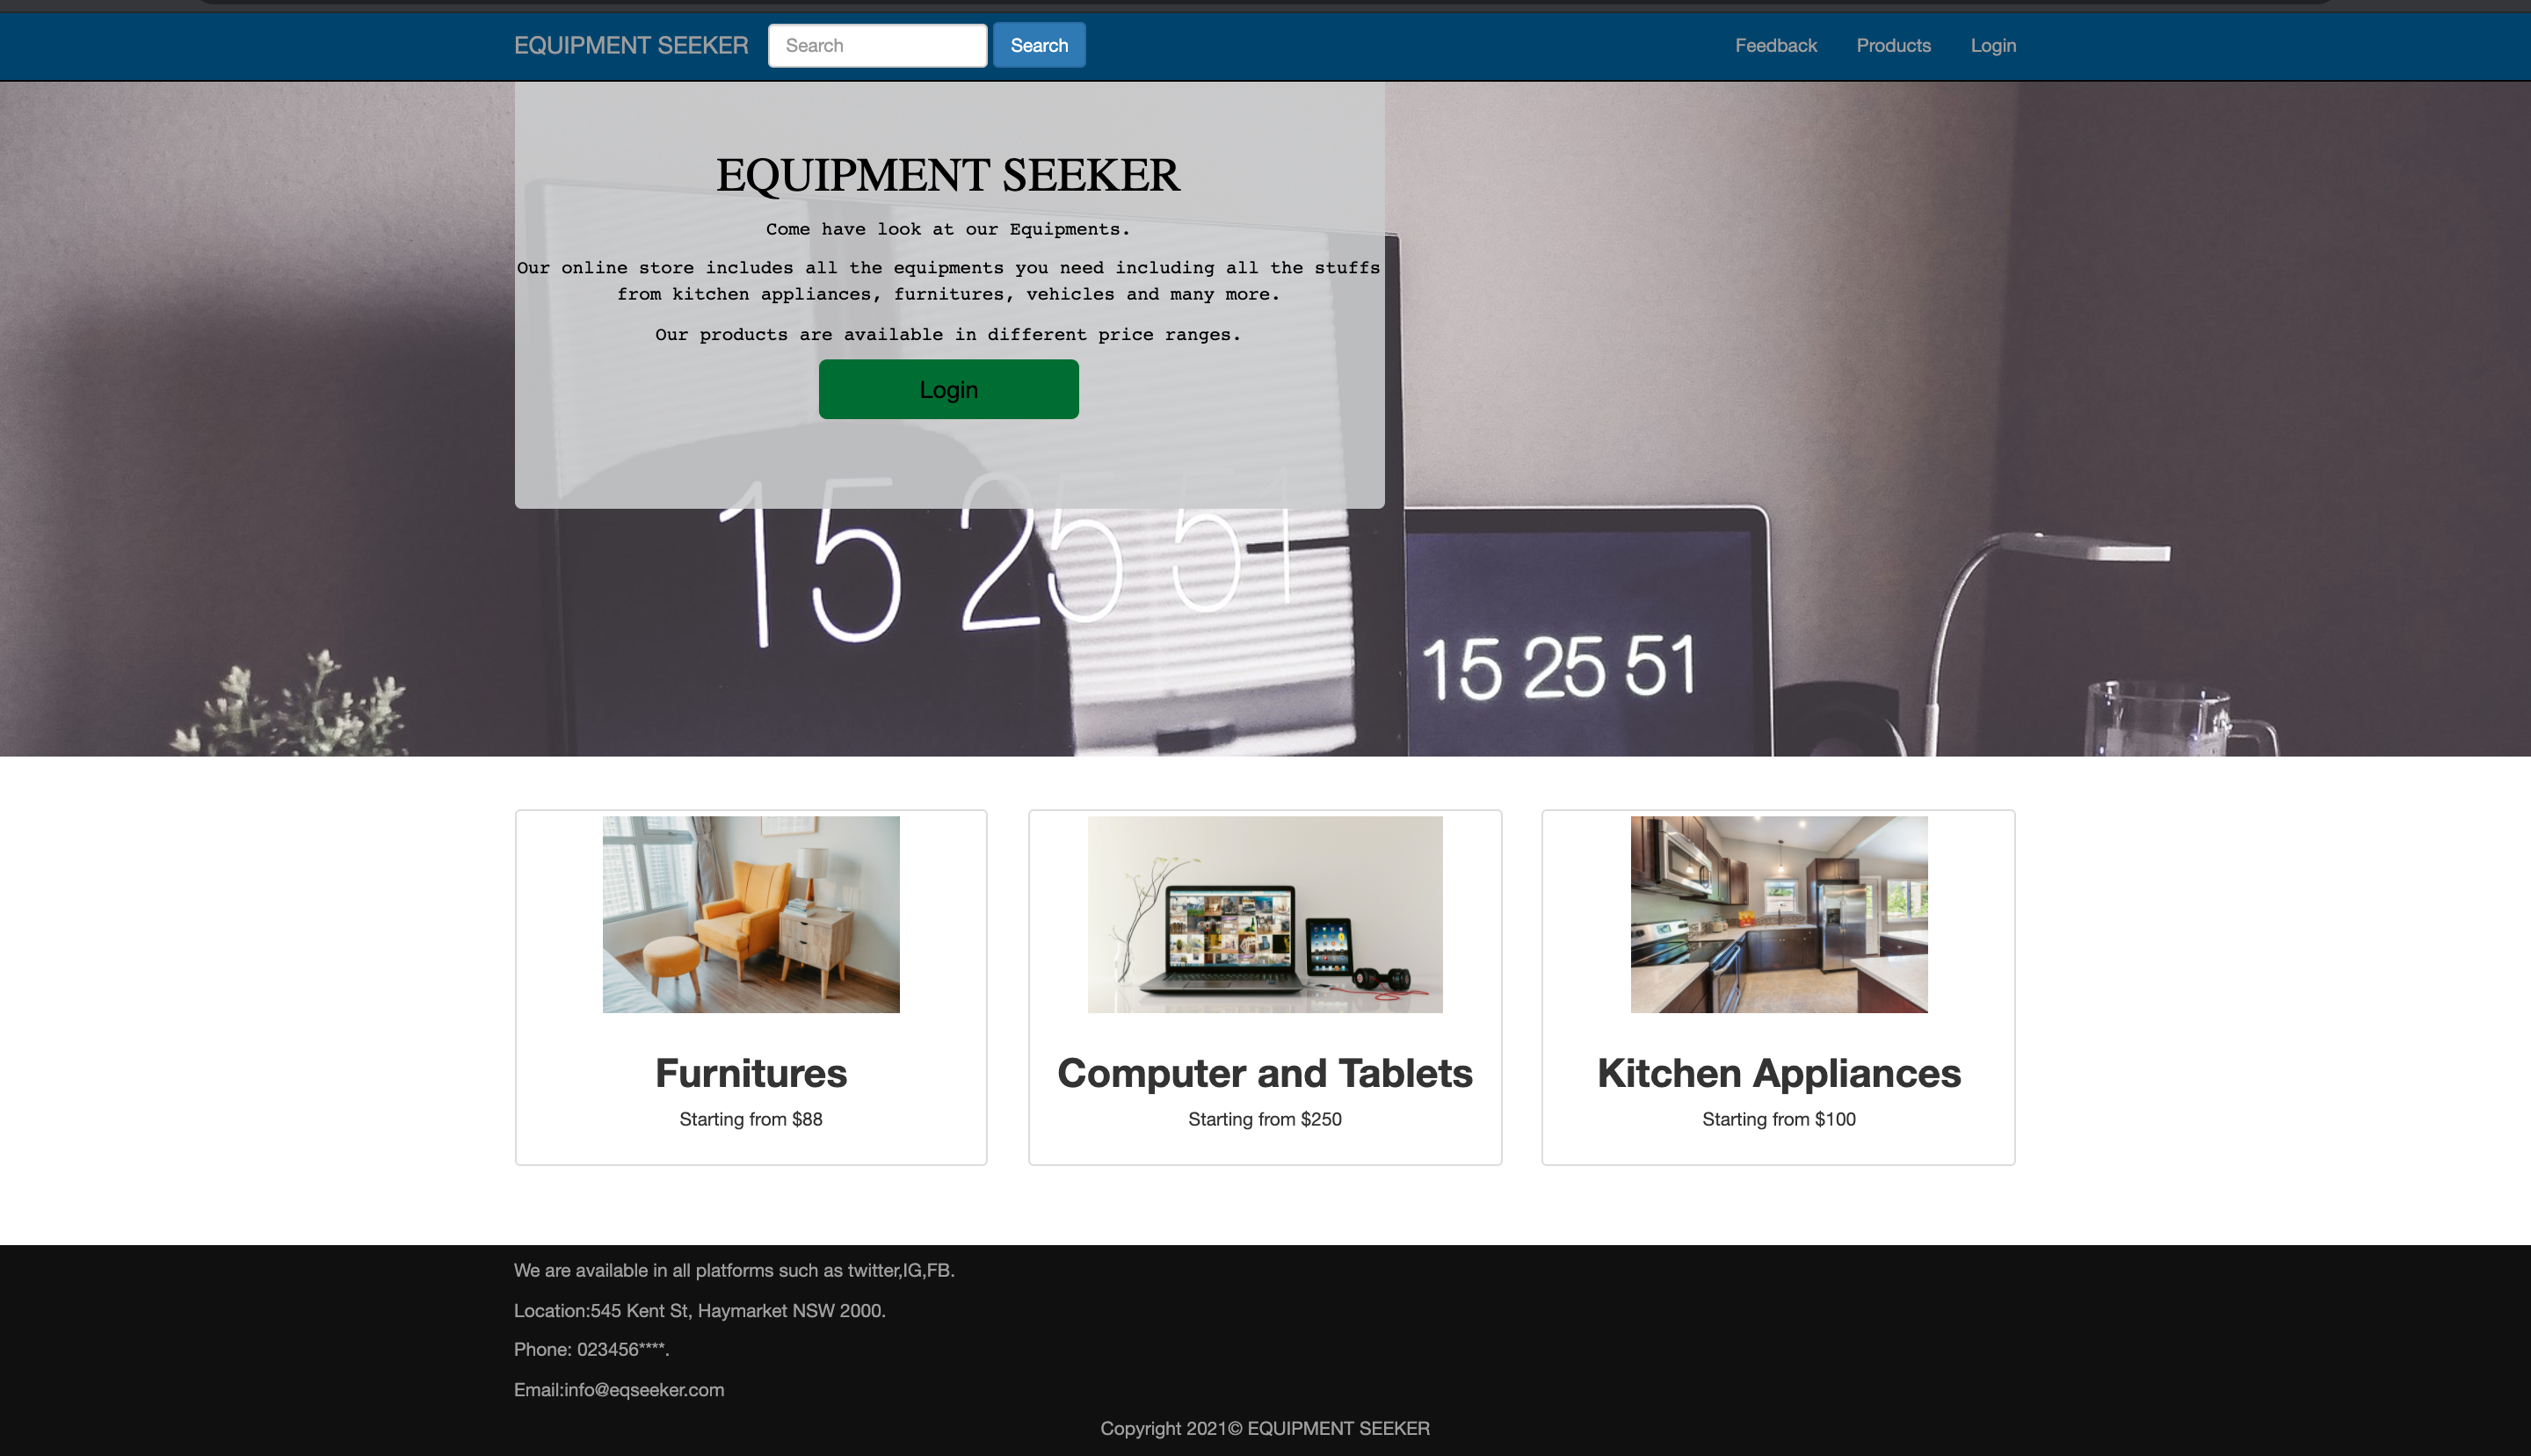 EQUIPMENT SEEKER Search Search Feedback Products Login
EQUIPMENT SEEKER
Come have look at our Equipments.
Our online store includes all the equipments you need including all the stuffs
from kitchen appliances, furnitures, vehicles and many more.
Our products are available in different price ranges.
Login
15 25 51
15 25 51
Furnitures
Starting from $88
Computer and Tablets
Starting from $250
Kitchen Appliances
Starting from $100
We are available in all platforms such as twitter,IG,FB.
Location:545 Kent St, Haymarket NSW 2000.
Phone: 023456****.
Email:info@eqseeker.com
Copyright 2021© EQUIPMENT SEEKER